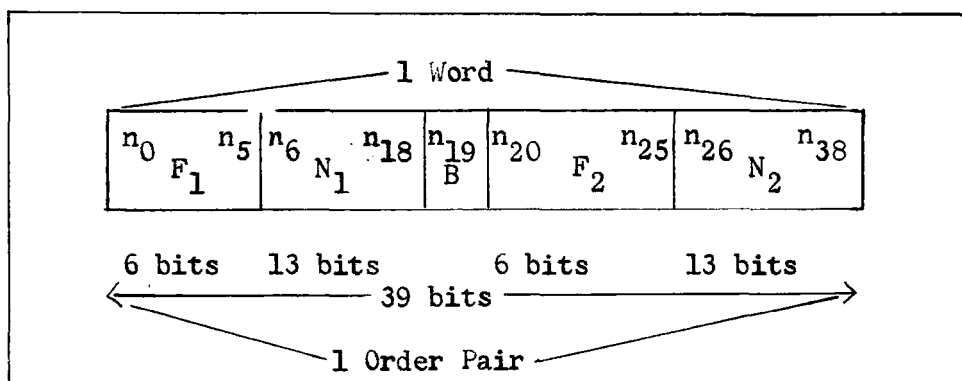 1 Word
n0 n5 n6 n18 n19 n20 n25 n26 n38
F1 N1 B F2 N2
6 bits 13 bits 6 bits 13 bits
39 bits
1 Order Pair